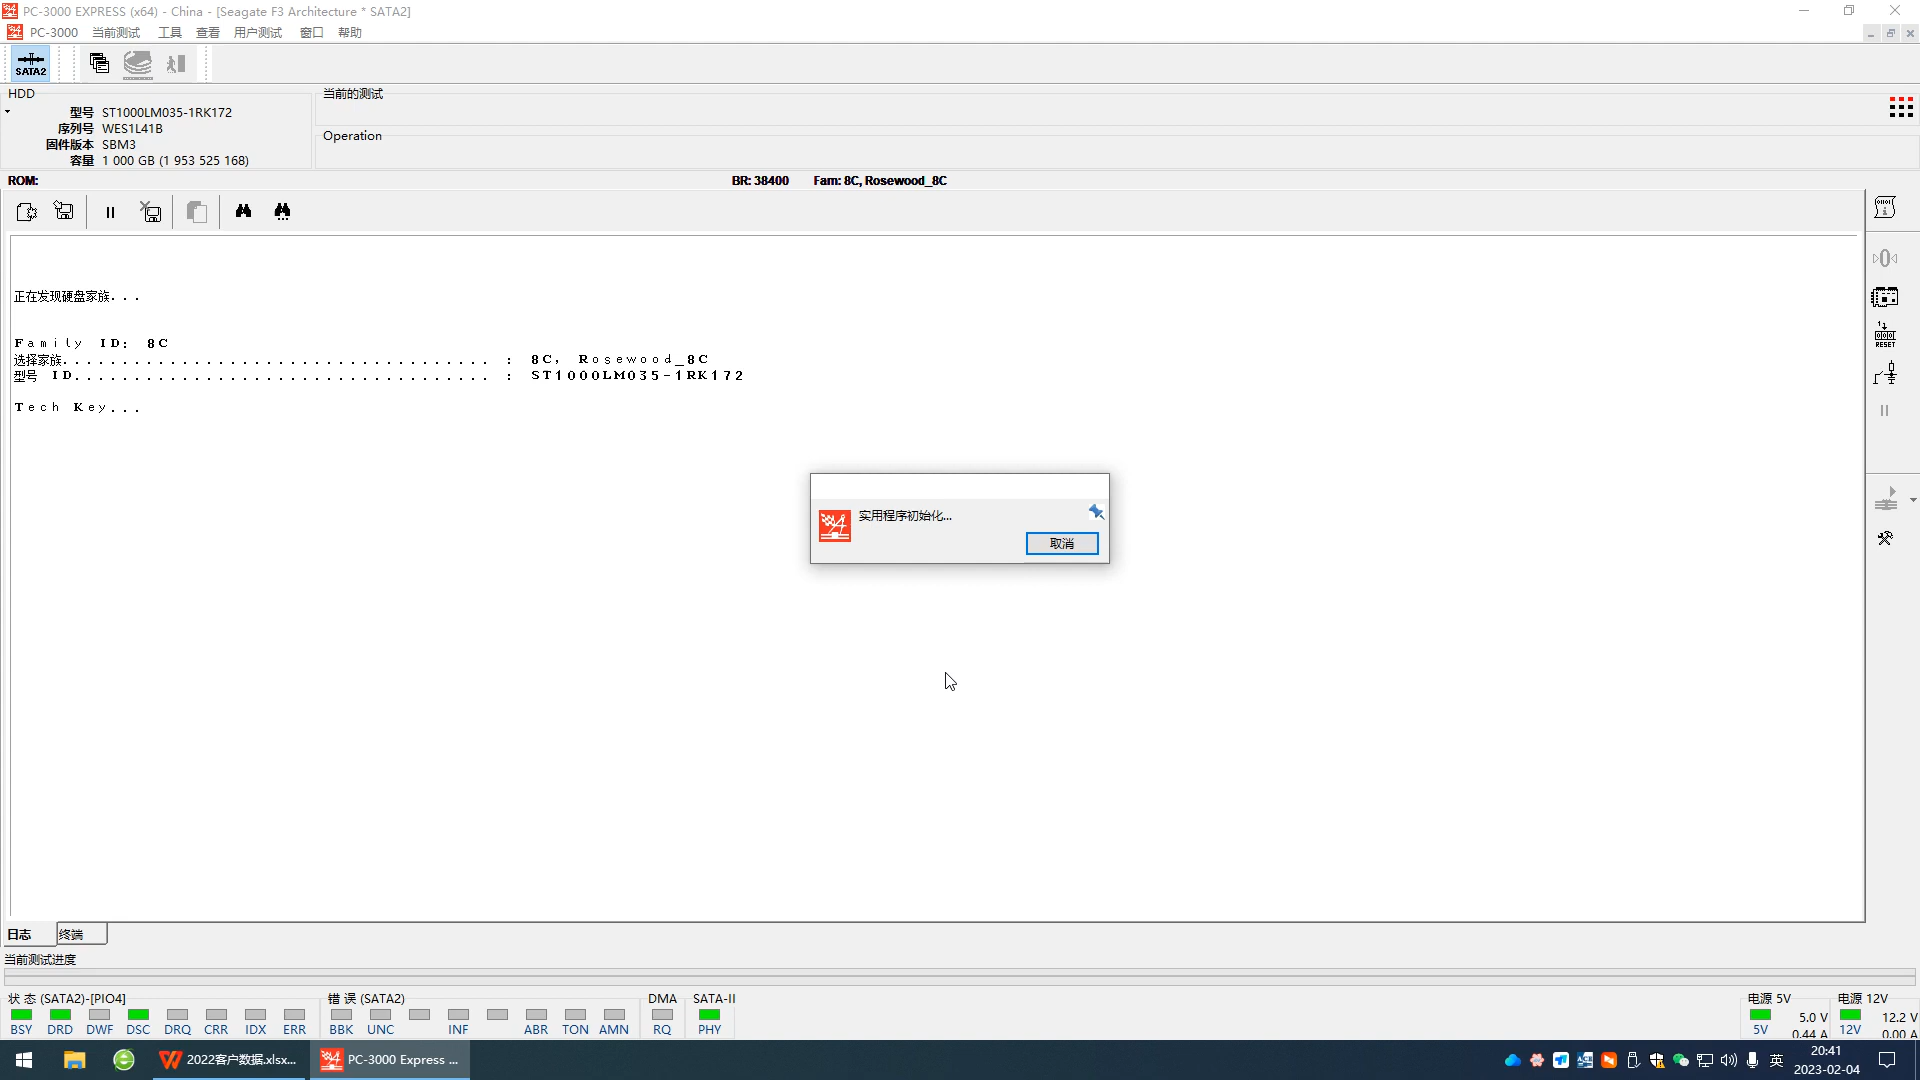 PC-3000 EXPRESS (x64) - China - [Seagate F3 Architecture * SATA2]
PC-3000 当前测试 工具 查看 用户测试 窗口 帮助
SATA2
HDD
型号 ST1000LM035-1RK172
序列号 WES1L41B
固件版本 SBM3
容量 1 000 GB (1 953 525 168)
当前的测试
Operation
ROM: BR: 38400 Fam: 8C, Rosewood_8C
RESET
正在发现硬盘家族...
Family ID: 8C
选择家族.................................. : 8C, Rosewood_8C
型号 ID................................. : ST1000LM035-1RK172
Tech Key...
实用程序初始化...
取消
日志 终端
当前测试进度
状 态 (SATA2)-[PIO4] 错 误 (SATA2) DMA SATA-II 电源 5V 电源 12V
BSY DRD DWF DSC DRQ CRR IDX ERR BBK UNC INF ABR TON AMN RQ PHY 5V 5.0 V 0.44 A 12V 12.2 V 0.00 A
2022客户数据.xlsx... PC-3000 Express ... 英 20:41
2023-02-04